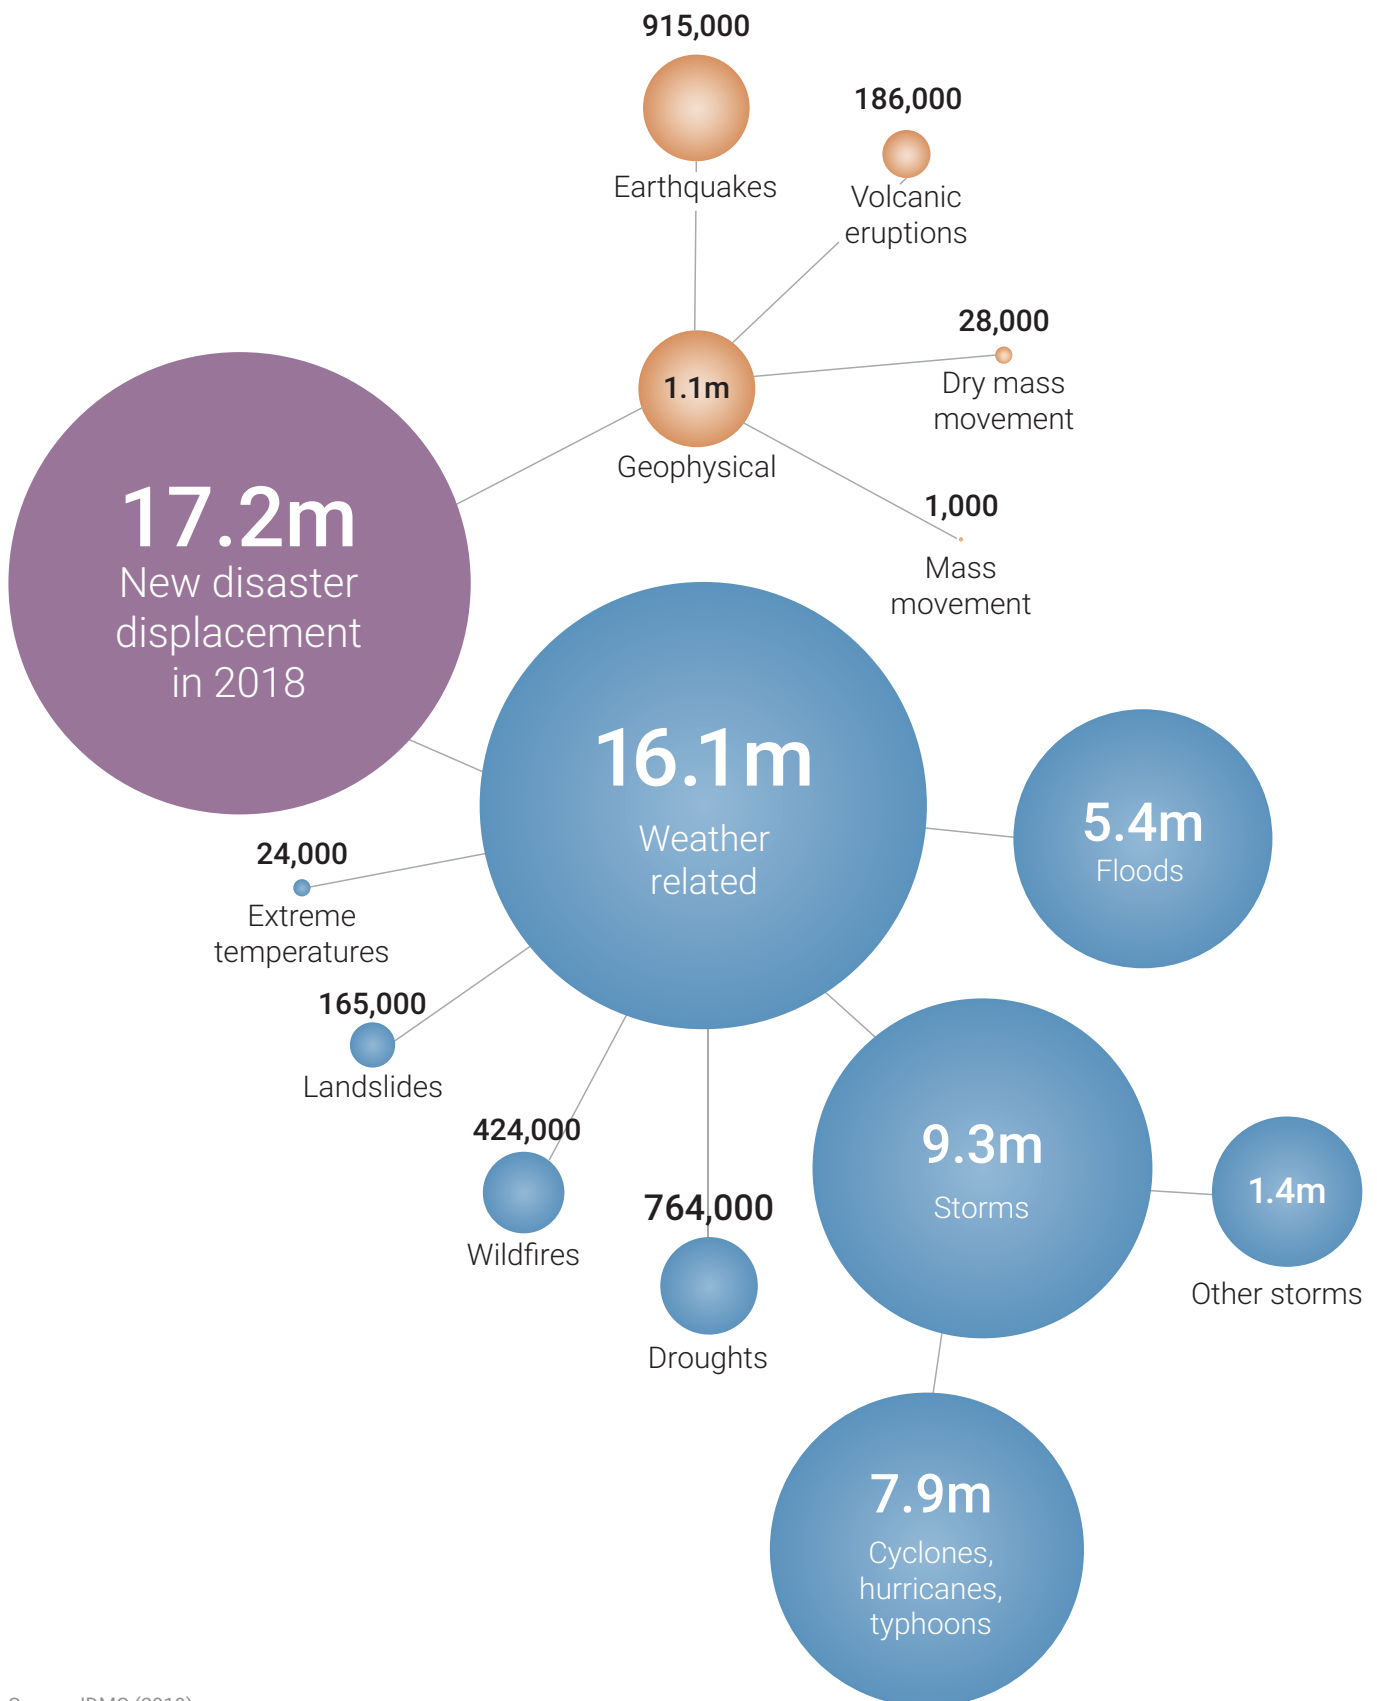 915,000
Earthquakes
186,000
Volcanic
eruptions
28,000
Dry mass
movement
1.1m
Geophysical
1,000
Mass
movement
17.2m
New disaster
displacement
in 2018
16.1m
Weather
related
5.4m
Floods
24,000
Extreme
temperatures
165,000
Landslides
424,000
Wildfires
764,000
Droughts
9.3m
Storms
1.4m
Other storms
7.9m
Cyclones,
hurricanes,
typhoons